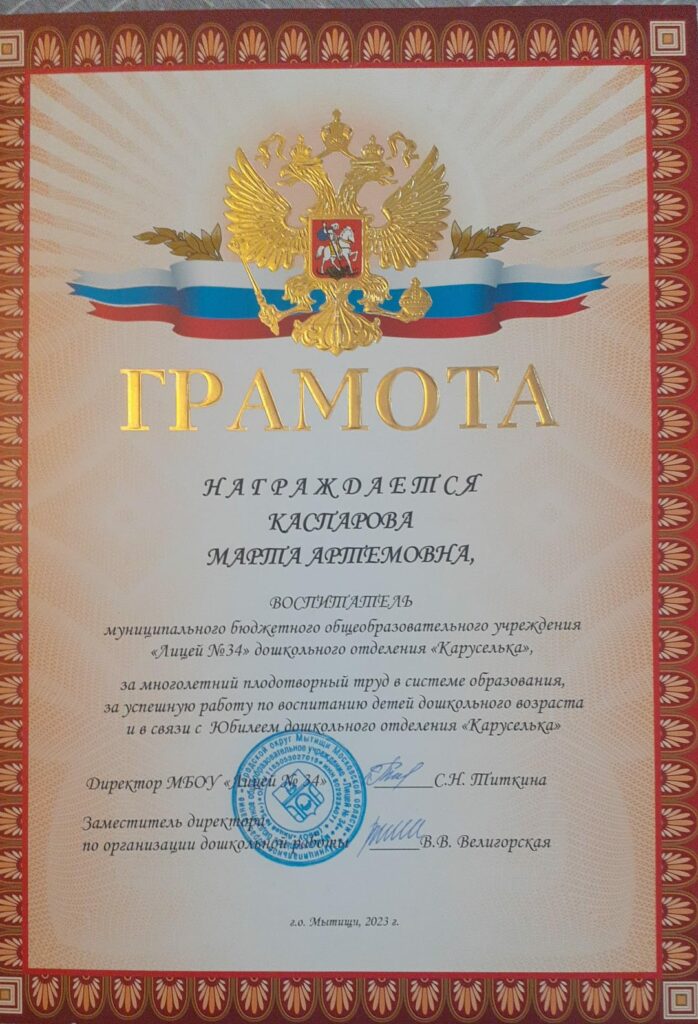 ГРАМОТА
НАГРАЖДАЕТСЯ
КАСПАРОВА
МАРТА АРТЕМОВНА,
ВОСПИТАТЕЛЬ
муниципального бюджетного общеобразовательного учреждения
«Лицей №34» дошкольного отделения «Каруселька»,
за многолетний плодотворный труд в системе образования,
за успешную работу по воспитанию детей дошкольного возраста
и в связи с Юбилеем дошкольного отделения «Каруселька»
Директор МБОУ «Лицей № 34» ______С.Н. Титкина
Заместитель директора
по организации дошкольной работы ______В.В. Велигорская
г.о. Мытищи, 2023 г.